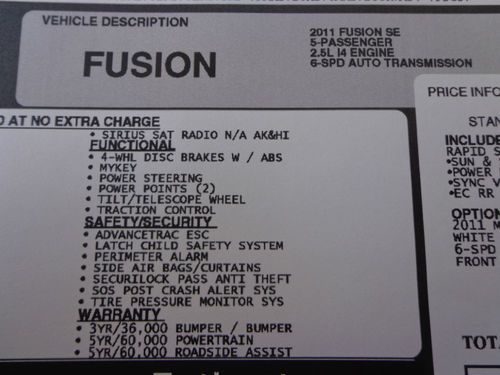 VEHICLE DESCRIPTION
FUSION
2011 FUSION SE
5-PASSENGER
2.5L I4 ENGINE
6-SPD AUTO TRANSMISSION
D AT NO EXTRA CHARGE
• SIRIUS SAT RADIO N/A AK&HI
FUNCTIONAL
• 4-WHL DISC BRAKES W / ABS
• MYKEY
• POWER STEERING
• POWER POINTS (2)
• TILT/TELESCOPE WHEEL
• TRACTION CONTROL
SAFETY/SECURITY
• ADVANCETRAC ESC
• LATCH CHILD SAFETY SYSTEM
• PERIMETER ALARM
• SIDE AIR BAGS/CURTAINS
• SECURILOCK PASS ANTI THEFT
• SOS POST CRASH ALERT SYS
• TIRE PRESSURE MONITOR SYS
WARRANTY
• 3YR/36,000 BUMPER / BUMPER
• 5YR/60,000 POWERTRAIN
• 5YR/60,000 ROADSIDE ASSIST
PRICE INFO
STAN
INCLUDE
RAPID S
•SUN &
•POWER
•SYNC V
•EC RR
OPTION
2011 M
WHITE
6-SPD
FRONT
TOT